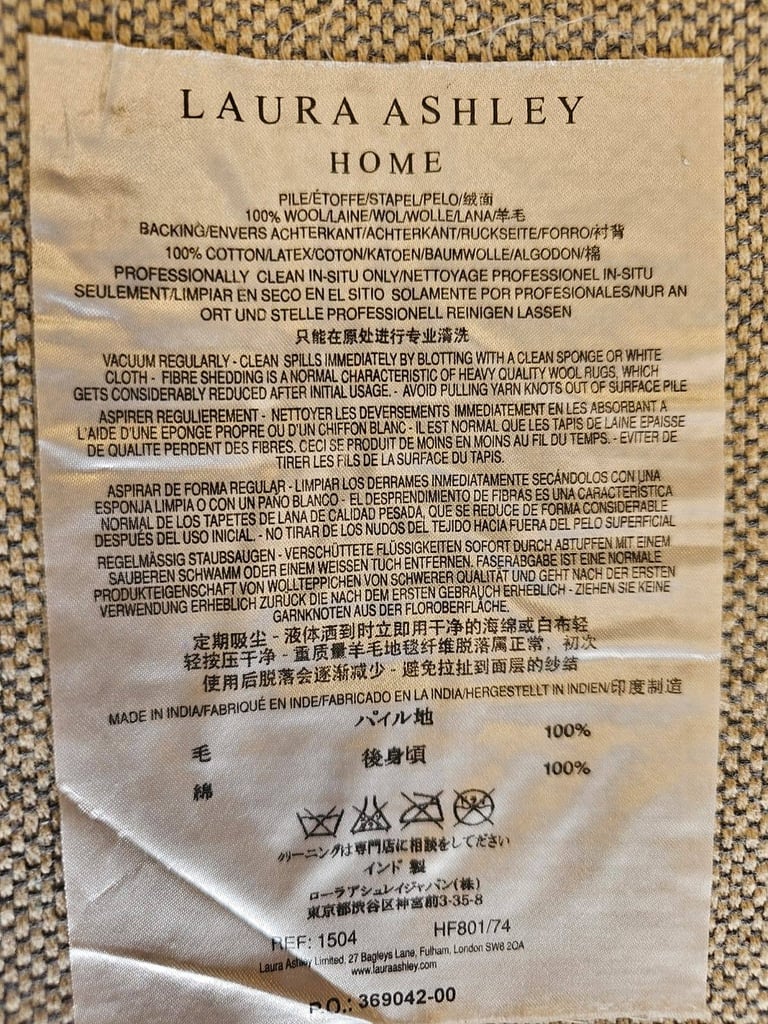 LAURA ASHLEY
HOME
PILE/ÉTOFFE/STAPEL/PELO/绒面
100% WOOL/LAINE/WOL/WOLLE/LANA/羊毛
BACKING/ENVERS ACHTERKANT/ACHTERKANT/RUCKSEITE/FORRO/衬背
100% COTTON/LATEX/COTON/KATOEN/BAUMWOLLE/ALGODON/棉
PROFESSIONALLY CLEAN IN-SITU ONLY/NETTOYAGE PROFESSIONEL IN-SITU
SEULEMENT/LIMPIAR EN SECO EN EL SITIO SOLAMENTE POR PROFESIONALES/NUR AN
ORT UND STELLE PROFESSIONELL REINIGEN LASSEN
只能在原处进行专业清洗
VACUUM REGULARLY - CLEAN SPILLS IMMEDIATELY BY BLOTTING WITH A CLEAN SPONGE OR WHITE
CLOTH - FIBRE SHEDDING IS A NORMAL CHARACTERISTIC OF HEAVY QUALITY WOOL RUGS, WHICH
GETS CONSIDERABLY REDUCED AFTER INITIAL USAGE. - AVOID PULLING YARN KNOTS OUT OF SURFACE PILE
ASPIRER REGULIEREMENT - NETTOYER LES DEVERSEMENTS IMMEDIATEMENT EN LES ABSORBANT A
L'AIDE D'UNE EPONGE PROPRE OU D'UN CHIFFON BLANC - IL EST NORMAL QUE LES TAPIS DE LAINE EPAISSE
DE QUALITE PERDENT DES FIBRES. CECI SE PRODUIT DE MOINS EN MOINS AU FIL DU TEMPS. - EVITER DE
TIRER LES FILS DE LA SURFACE DU TAPIS.
ASPIRAR DE FORMA REGULAR - LIMPIAR LOS DERRAMES INMEDIATAMENTE SECÁNDOLOS CON UNA
ESPONJA LIMPIA O CON UN PAÑO BLANCO - EL DESPRENDIMIENTO DE FIBRAS ES UNA CARACTERÍSTICA
NORMAL DE LOS TAPETES DE LANA DE CALIDAD PESADA, QUE SE REDUCE DE FORMA CONSIDERABLE
DESPUÉS DEL USO INICIAL. - NO TIRAR DE LOS NUDOS DEL TEJIDO HACIA FUERA DEL PELO SUPERFICIAL
REGELMÄSSIG STAUBSAUGEN - VERSCHÜTTETE FLÜSSIGKEITEN SOFORT DURCH ABTUPFEN MIT EINEM
SAUBEREN SCHWAMM ODER EINEM WEISSEN TUCH ENTFERNEN. FASERABGABE IST EINE NORMALE
PRODUKTEIGENSCHAFT VON WOLLTEPPICHEN VON SCHWERER QUALITÄT UND GEHT NACH DER ERSTEN
VERWENDUNG ERHEBLICH ZURÜCK DIE NACH DEM ERSTEN GEBRAUCH ERHEBLICH - ZIEHEN SIE KEINE
GARNKNOTEN AUS DER FLOROBERFLÄCHE.
定期吸尘 - 液体洒到时立即用干净的海绵或白布轻
轻按压干净 - 重质量羊毛地毯纤维脱落属正常，初次
使用后脱落会逐渐减少 - 避免拉扯到面层的纱结
MADE IN INDIA/FABRIQUÉ EN INDE/FABRICADO EN LA INDIA/HERGESTELLT IN INDIEN/印度制造
パイル地
毛 100%
後身頃
綿 100%
クリーニングは専門店に相談をしてください
インド 製
ローラアシュレイジャパン(株)
東京都渋谷区神宮前3-35-8
REF: 1504 HF801/74
Laura Ashley Limited, 27 Bagleys Lane, Fulham, London SW6 2QA
www.lauraashley.com
P.O.: 369042-00